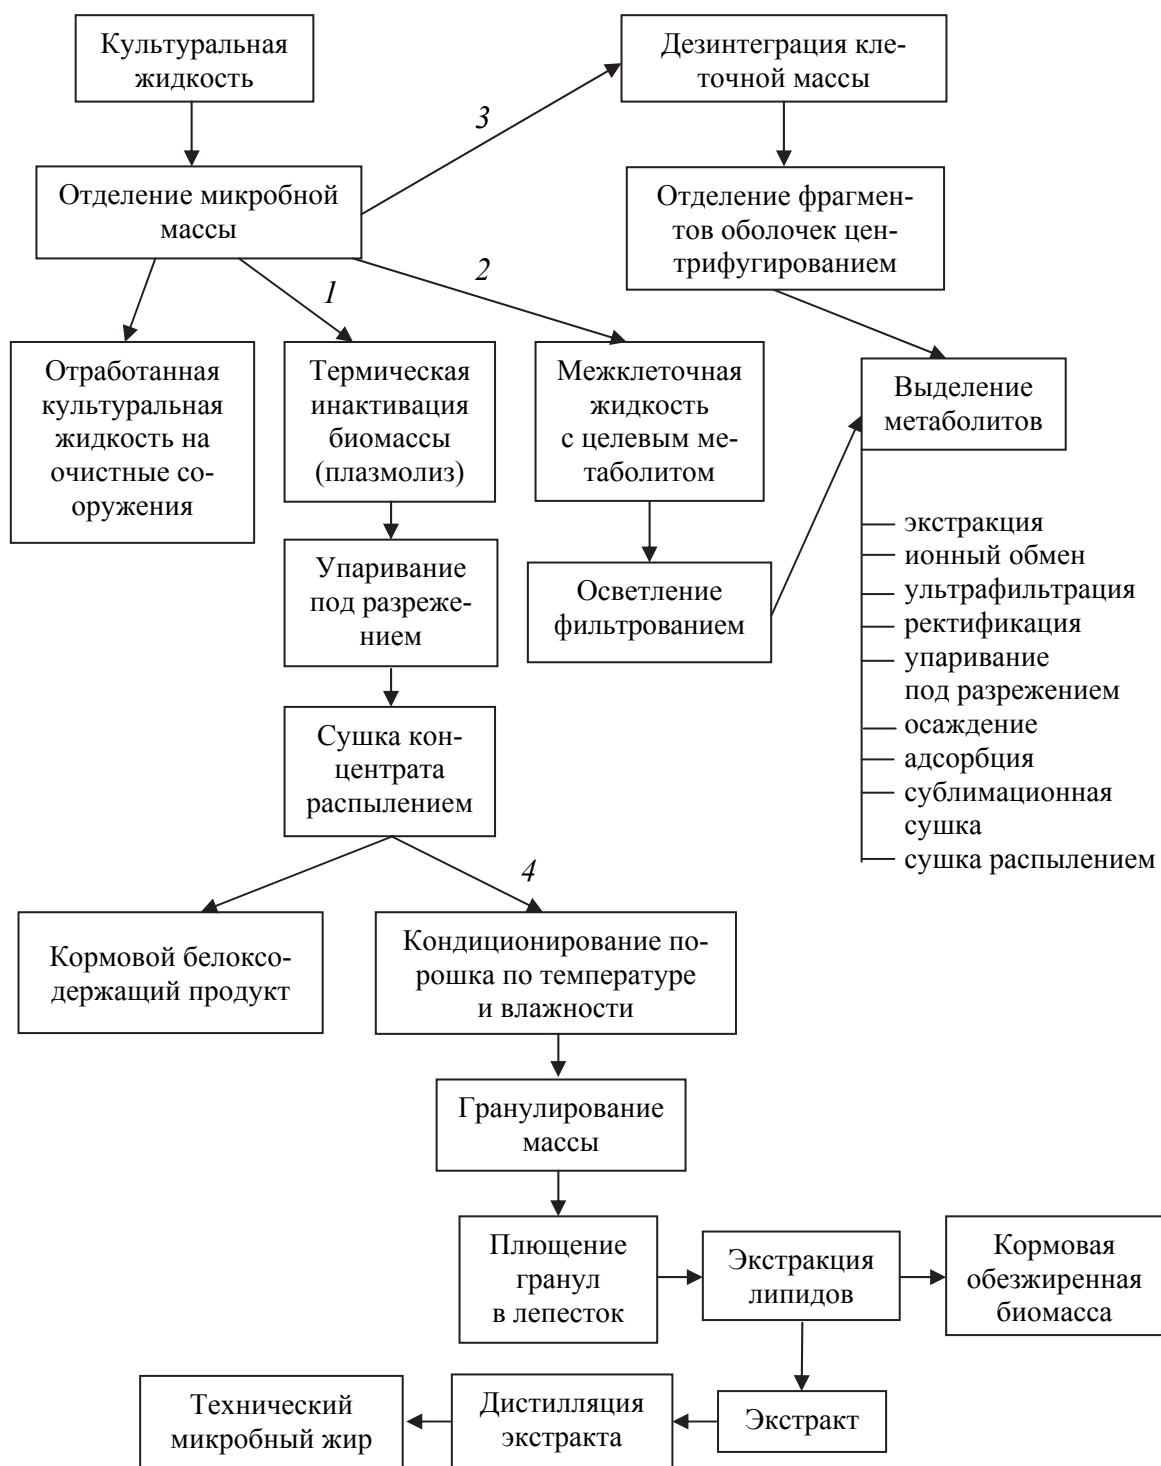 Культуральная
жидкость
Дезинтеграция кле-
точной массы
3
Отделение микробной
массы
Отделение фрагмен-
тов оболочек цен-
трифугированием
1
2
Отработанная
культуральная
жидкость на
очистные со-
оружения
Термическая
инактивация
биомассы
(плазмолиз)
Межклеточная
жидкость
с целевым ме-
таболитом
Выделение
метаболитов
Упаривание
под разреже-
нием
Осветление
фильтрованием
экстракция
ионный обмен
ультрафильтрация
ректификация
упаривание
под разрежением
осаждение
адсорбция
сублимационная
сушка
сушка распылением
Сушка кон-
центрата
распылением
4
Кормовой белоксо-
держащий продукт
Кондиционирование по-
рошка по температуре
и влажности
Гранулирование
массы
Плющение
гранул
в лепесток
Экстракция
липидов
Кормовая
обезжиренная
биомасса
Технический
микробный жир
Дистилляция
экстракта
Экстракт